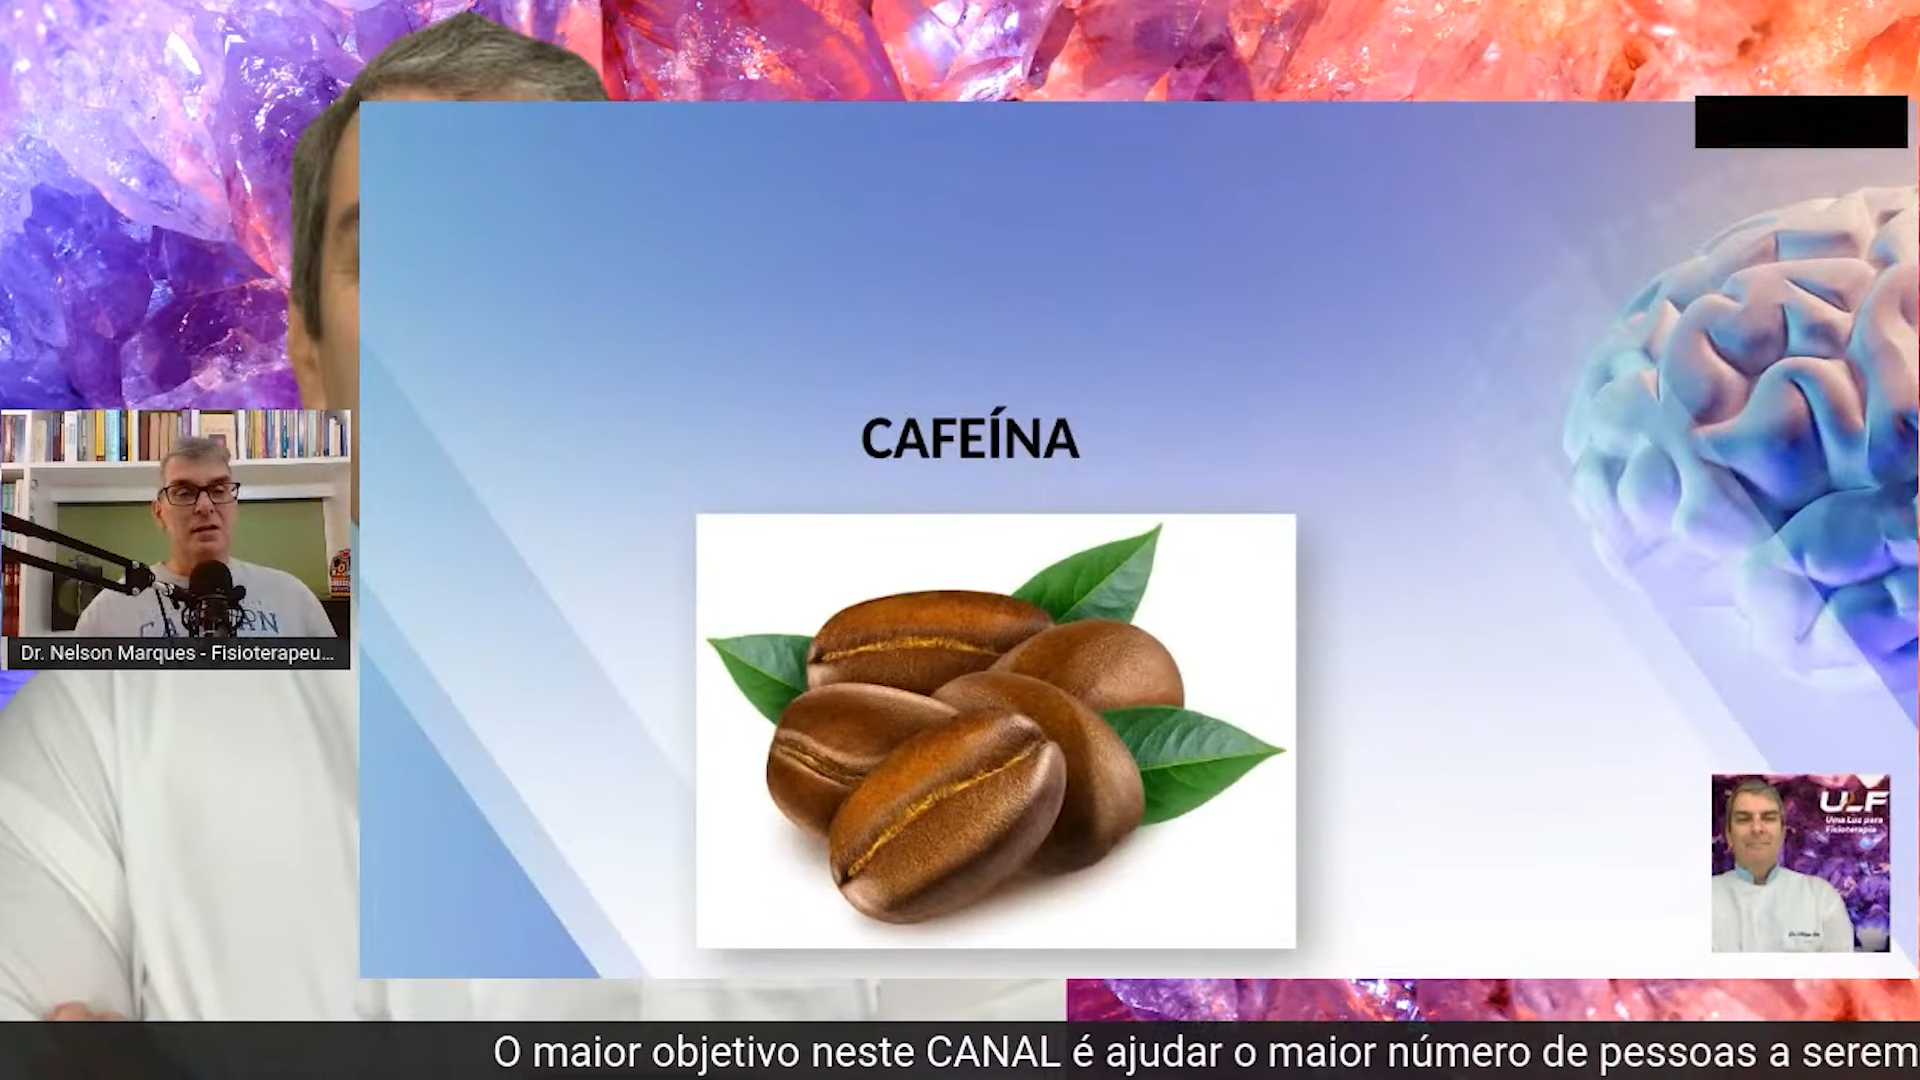 CAFEÍNA
Dr. Nelson Marques - Fisioterapeu...
ULF
Uma Luz para
Fisioterapia
O maior objetivo neste CANAL é ajudar o maior número de pessoas a serem